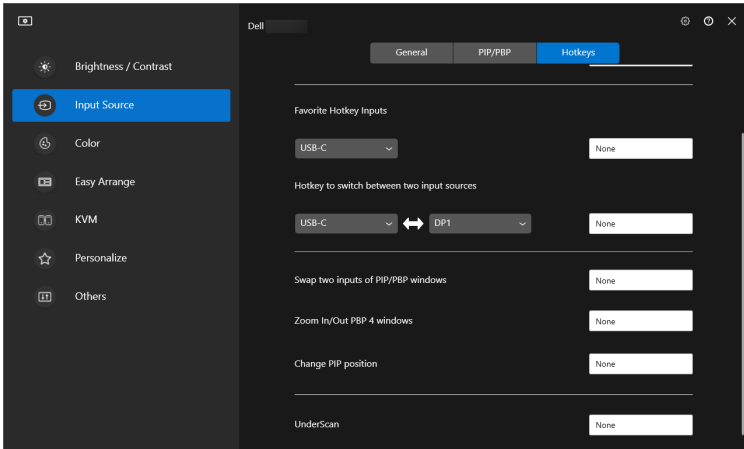 Dell
General PIP/PBP Hotkeys
Brightness / Contrast
Input Source
Color
Easy Arrange
KVM
Personalize
Others
Favorite Hotkey Inputs
USB-C None
Hotkey to switch between two input sources
USB-C DP1 None
Swap two inputs of PIP/PBP windows None
Zoom In/Out PBP 4 windows None
Change PIP position None
UnderScan None